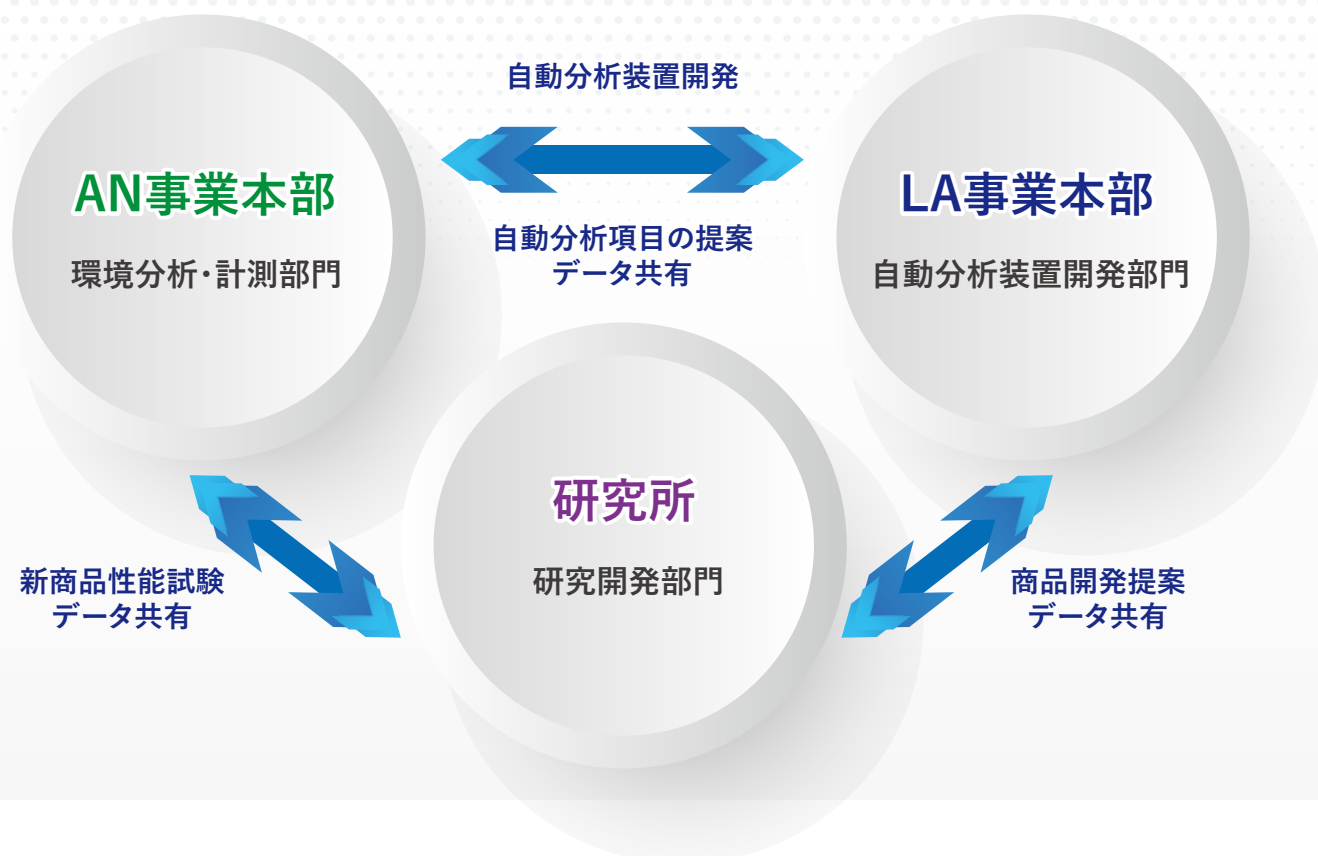 自動分析装置開発
AN事業本部
環境分析・計測部門
自動分析項目の提案
データ共有
LA事業本部
自動分析装置開発部門
研究所
研究開発部門
新商品性能試験
データ共有
商品開発提案
データ共有